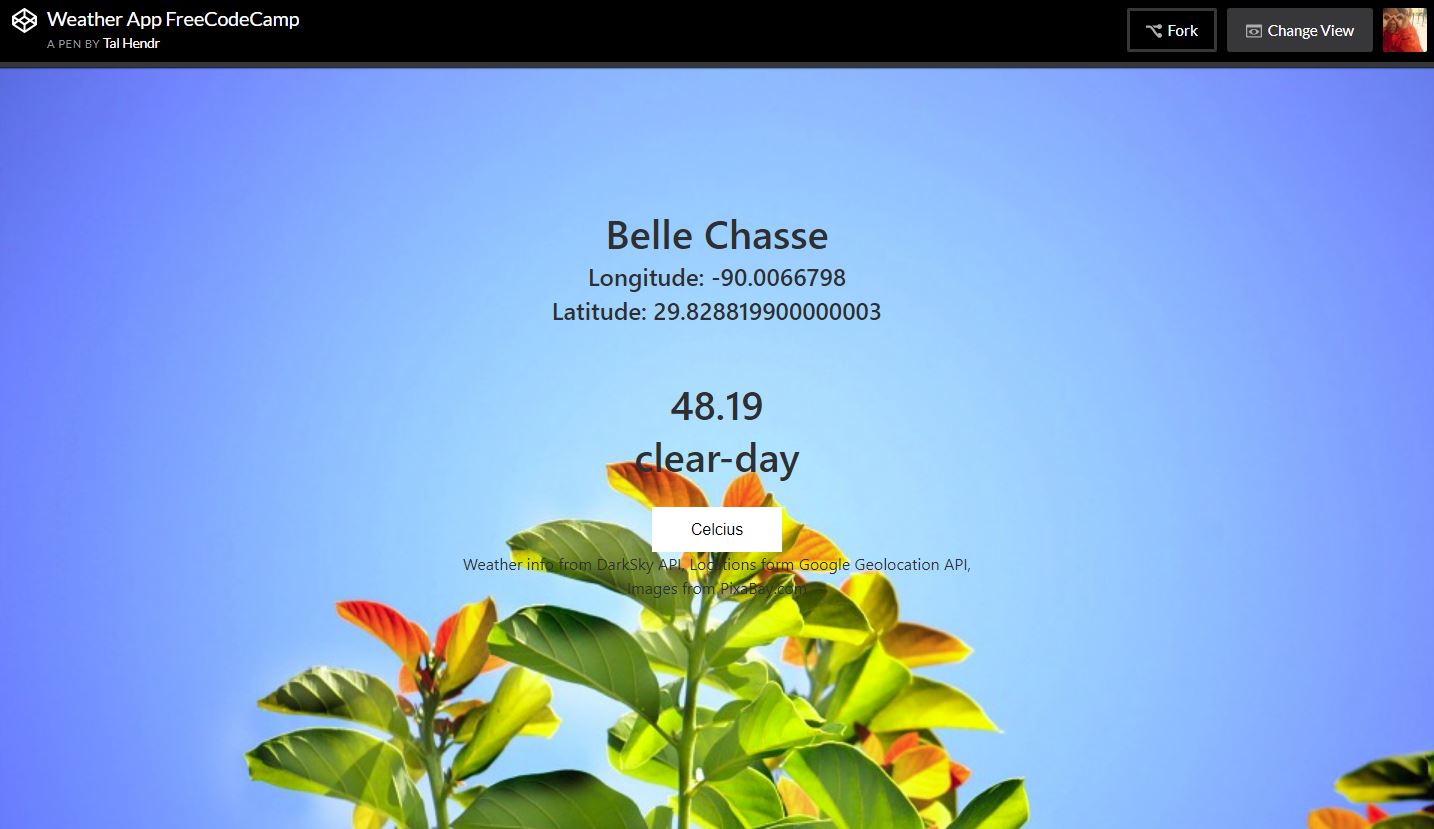 Weather App FreeCodeCamp
A PEN BY Tal Hendr
Fork
Change View
Belle Chasse
Longitude: -90.0066798
Latitude: 29.828819900000003
48.19
clear-day
Celcius
Weather info from DarkSky API, Locations form Google Geolocation API,
Images from PixaBay.com